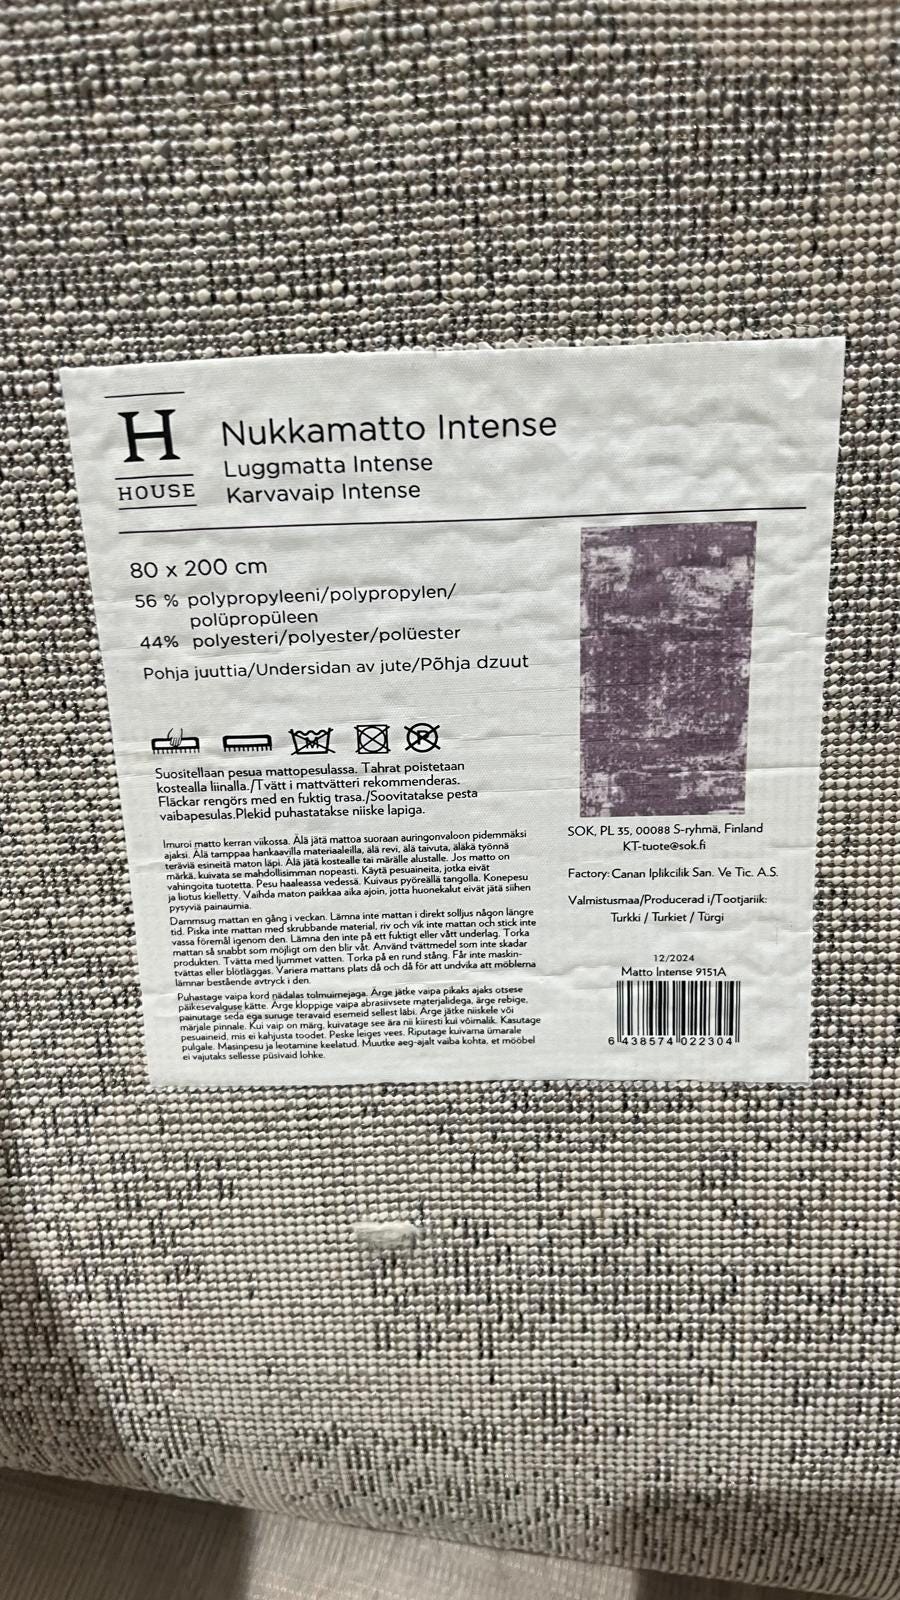 H
HOUSE
Nukkamatto Intense
Luggmatta Intense
Karvavaip Intense
80 x 200 cm
56 % polypropyleeni/polypropylen/
polüpropüleen
44% polyesteri/polyester/polüester
Pohja juuttia/Undersidan av jute/Põhja dzuut
Suositellaan pesua mattopesulassa. Tahrat poistetaan
kostealla liinalla./Tvätt i mattvätteri rekommenderas.
Fläckar rengörs med en fuktig trasa./Soovitatakse pesta
vaibapesulas.Plekid puhastatakse niiske lapiga.
Imuroi matto kerran viikossa. Älä jätä mattoa suoraan auringonvaloon pidemmäksi
ajaksi. Älä tamppaa hankaavilla materiaaleilla, älä revi, älä taivuta, äläkä työnnä
teräviä esineitä maton läpi. Älä jätä kostealle tai märälle alustalle. Jos matto on
märkä, kuivata se mahdollisimman nopeasti. Käytä pesuaineita, jotka eivät
vahingoita tuotetta. Pesu haaleassa vedessä. Kuivaus pyöreällä tangolla. Konepesu
ja liotus kielletty. Vaihda maton paikkaa aika ajoin, jotta huonekalut eivät jätä siihen
pysyviä painaumia.
Dammsug mattan en gång i veckan. Lämna inte mattan i direkt solljus någon längre
tid. Piska inte mattan med skrubbande material, riv och vik inte mattan och stick inte
vassa föremål igenom den. Lämna den inte på ett fuktigt eller vått underlag. Torka
mattan så snabbt som möjligt om den blir våt. Använd tvättmedel som inte skadar
produkten. Tvätta med ljummet vatten. Torka på en rund stång. Får inte maskin-
tvättas eller blötläggas. Variera mattans plats då och då för att undvika att möblerna
lämnar bestående avtryck i den.
Puhastage vaipa kord nädalas tolmuimejaga. Ärge jätke vaipa pikaks ajaks otsese
päikesevalguse kätte. Ärge kloppige vaipa abrasiivsete materjalidega, ärge rebige,
painutage seda ega suruge teravaid esemeid sellest läbi. Ärge jätke niiskele või
märjale pinnale. Kui vaip on märg, kuivatage see ära nii kiiresti kui võimalik. Kasutage
pesuaineid, mis ei kahjusta toodet. Peske leiges vees. Riputage kuivama ümarale
pulgale. Masinpesu ja leotamine keelatud. Muutke aeg-ajalt vaiba kohta, et mööbel
ei vajutaks sellesse püsivaid lohke.
SOK, PL 35, 00088 S-ryhmä, Finland
KT-tuote@sok.fi
Factory: Canan Iplikcilik San. Ve Tic. A.S.
Valmistusmaa/Producerad i/Tootjariik:
Turkki / Turkiet / Türgi
12/2024
Matto Intense 9151A
6 438574 022304